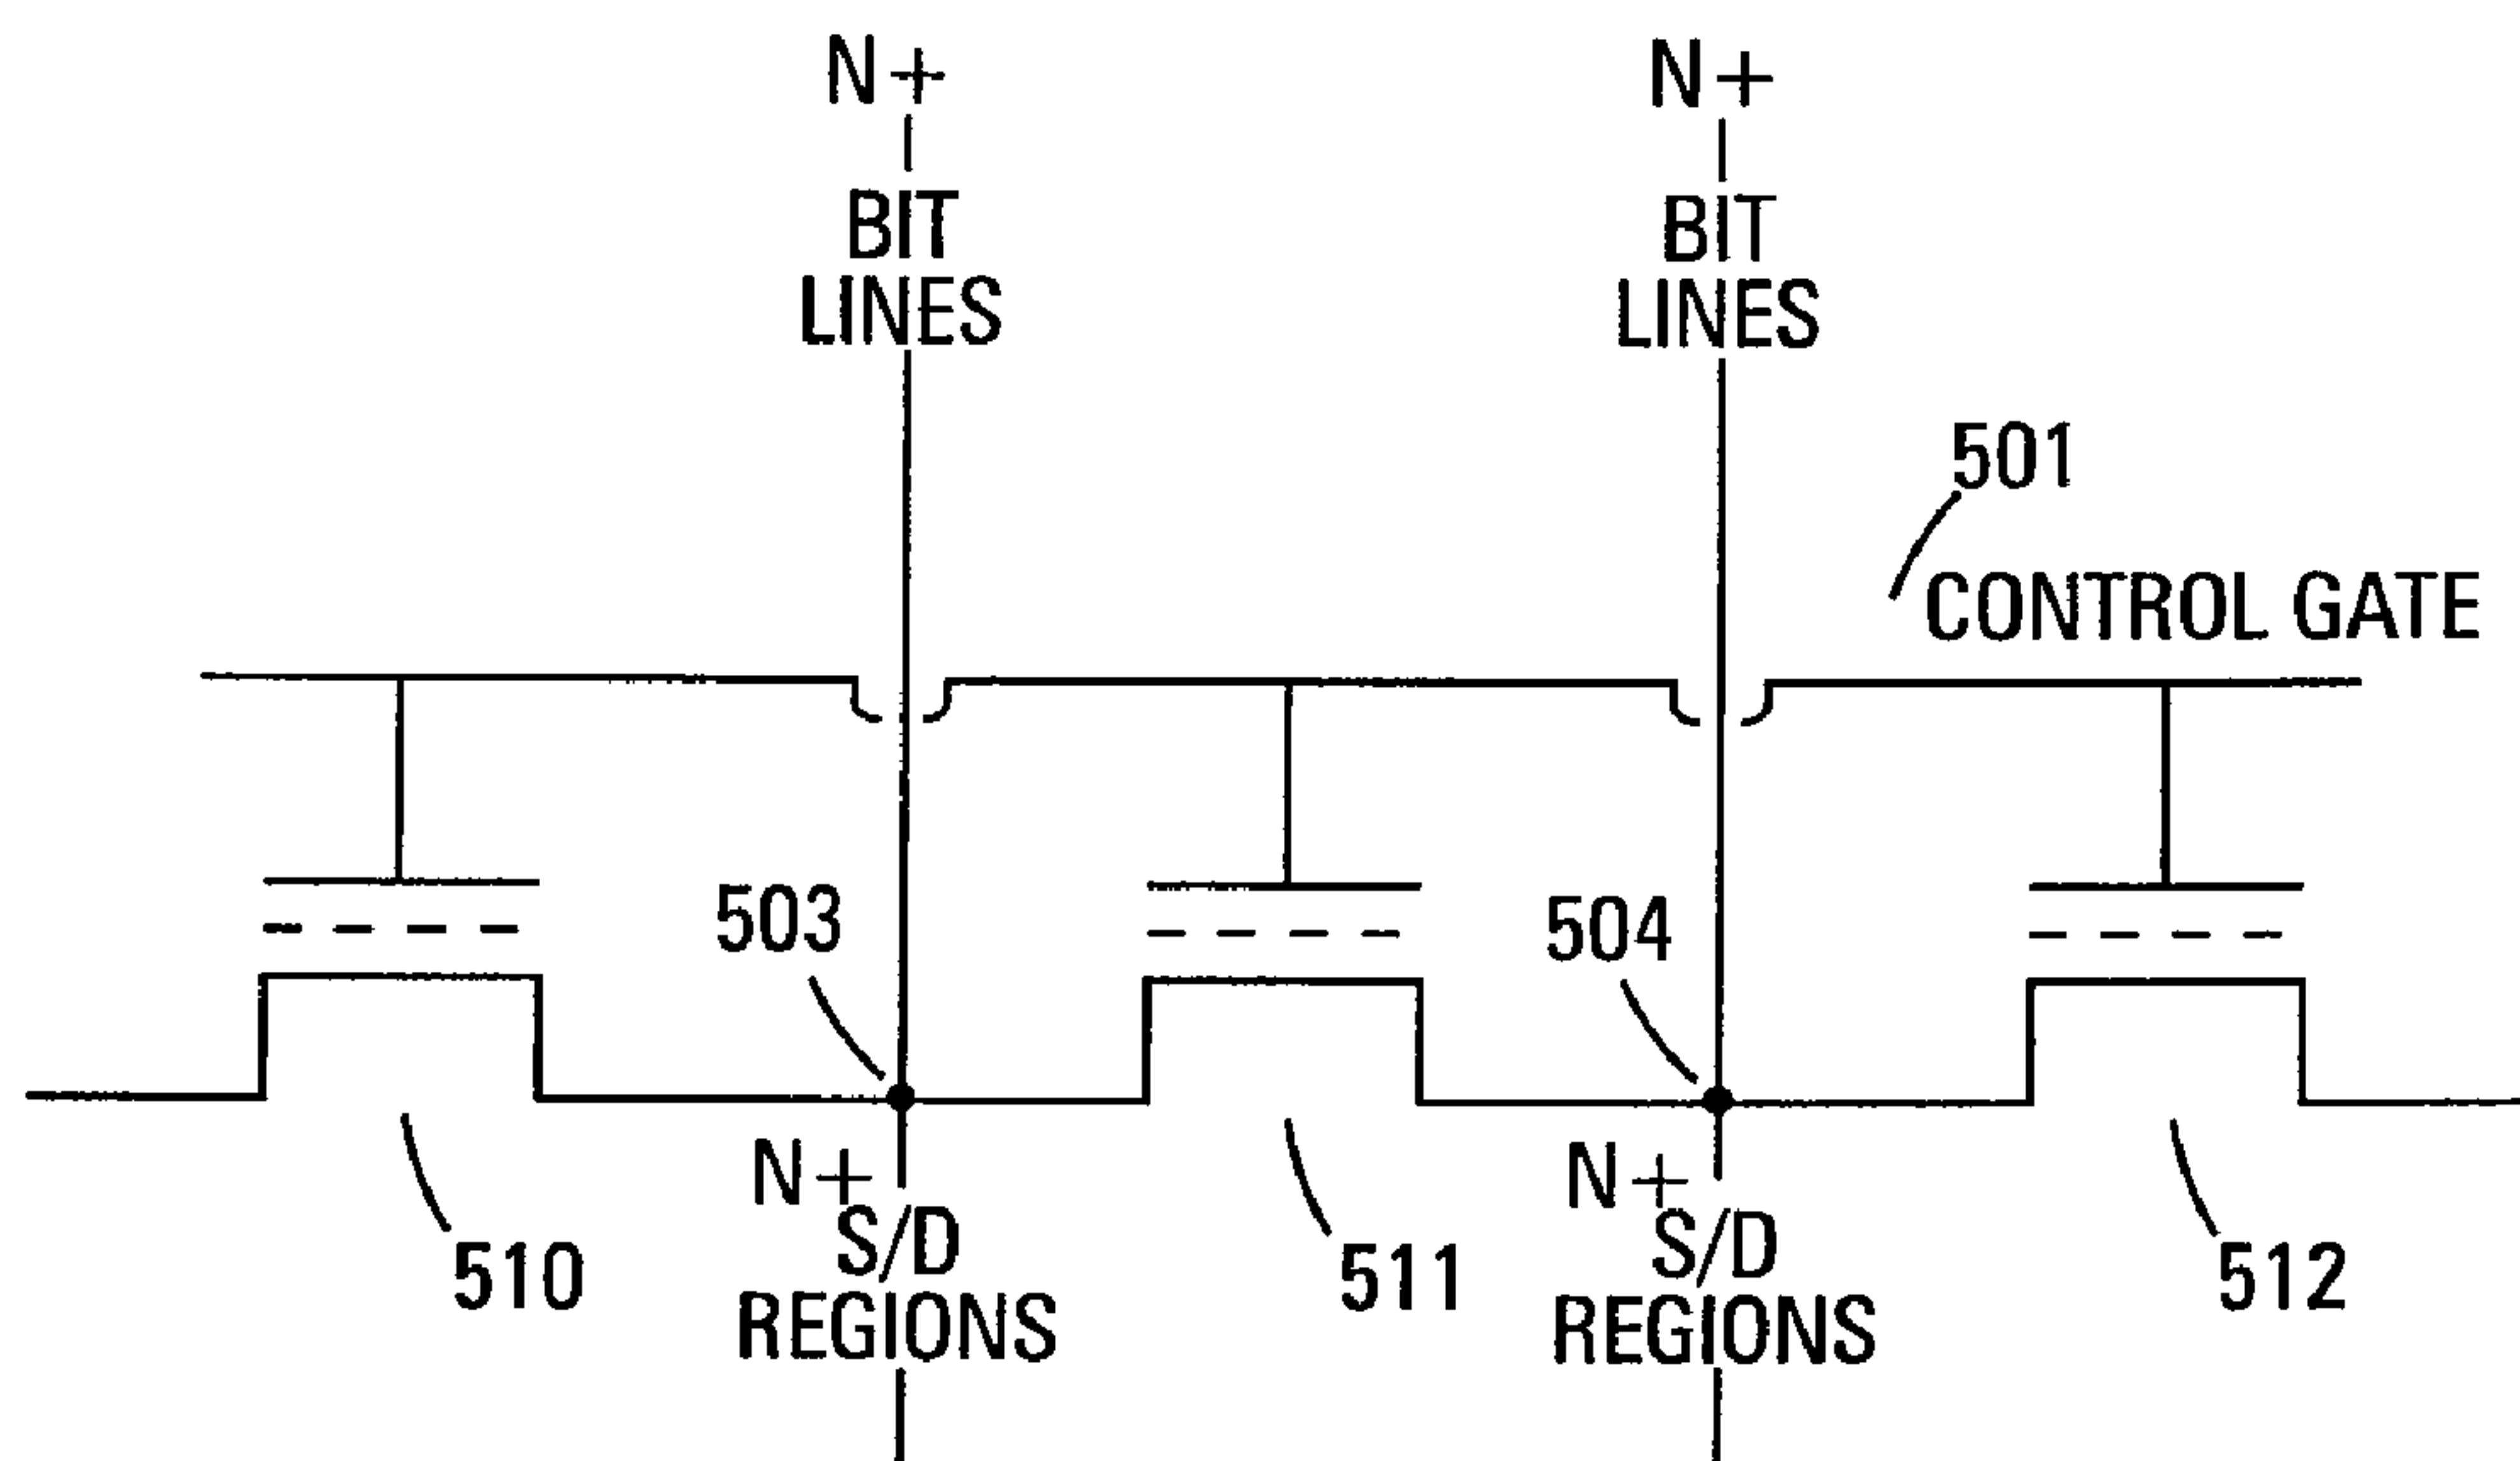 N+
BIT
LINES
N+
BIT
LINES
501
CONTROL GATE
503
504
N+
S/D
REGIONS
N+
S/D
REGIONS
510
511
512